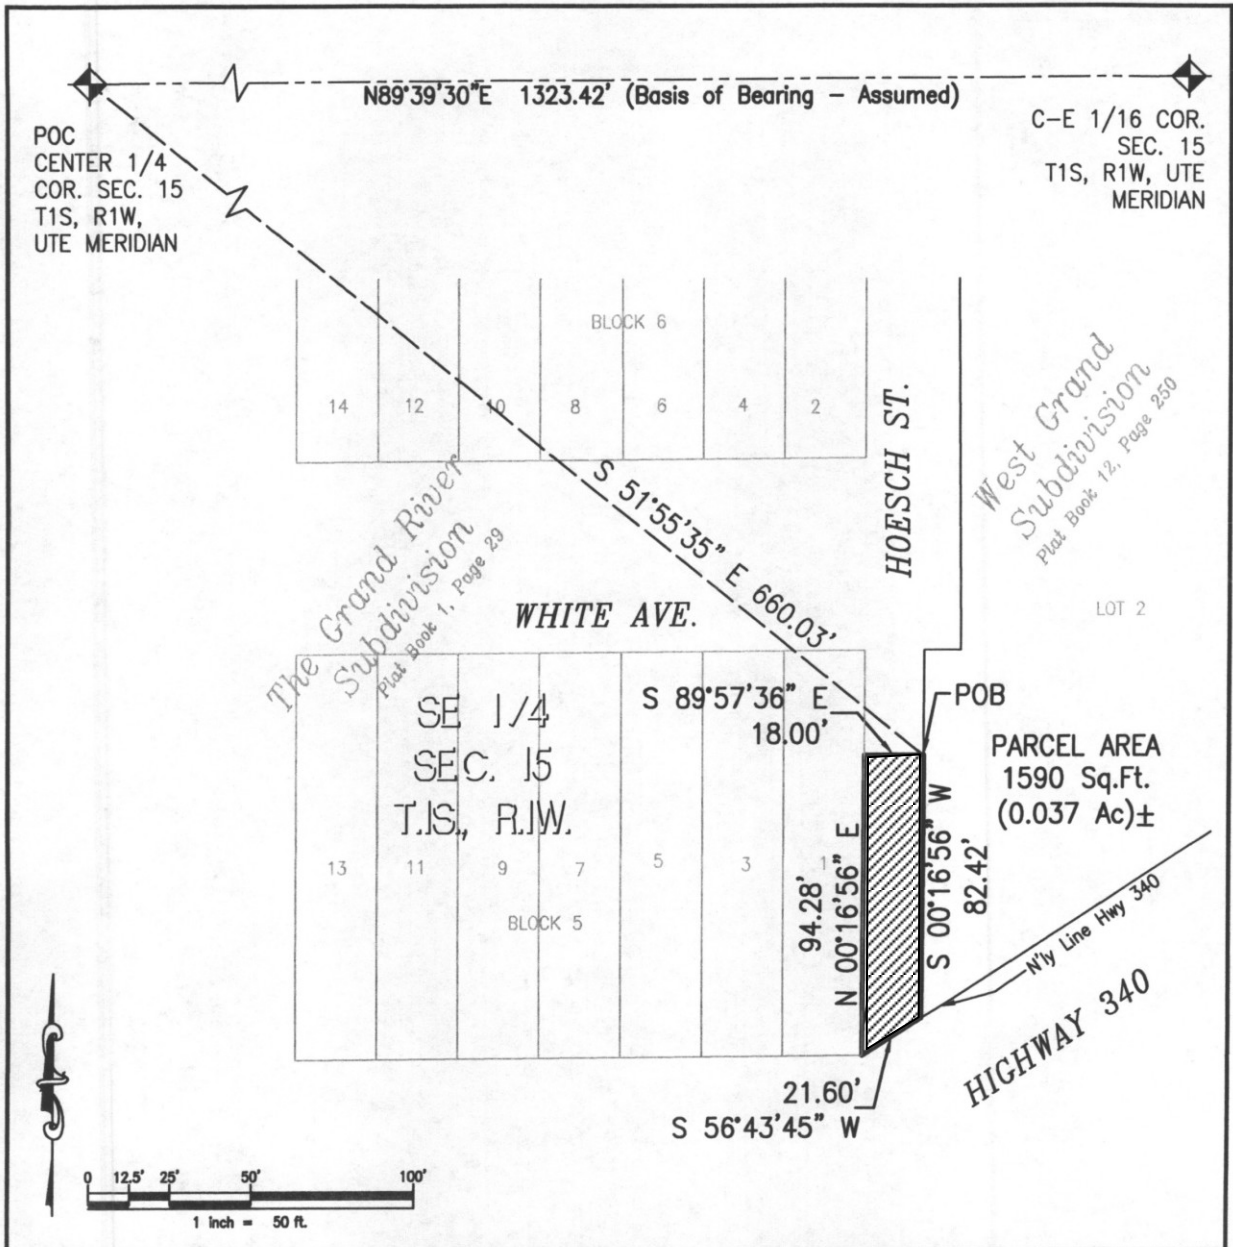 N89°39'30"E 1323.42' (Basis of Bearing - Assumed)
POC
CENTER 1/4
COR. SEC. 15
T1S, R1W,
UTE MERIDIAN
C-E 1/16 COR.
SEC. 15
T1S, R1W, UTE
MERIDIAN
BLOCK 6
14 12 10 8 6 4 2
HOESCH ST.
West Grand
Subdivision
Plat Book 12, Page 250
S 51°55'35" E 660.03'
The Grand River
Subdivision
Plat Book 1, Page 29
WHITE AVE.
LOT 2
SE 1/4
SEC. 15
T.1S., R.1W.
S 89°57'36" E
18.00'
POB
PARCEL AREA
1590 Sq.Ft.
(0.037 Ac)±
13 11 9 7 5 3 1
BLOCK 5
94.28'
N 00°16'56" E
S 00°16'56" W
82.42'
N'ly Line Hwy 340
HIGHWAY 340
21.60'
S 56°43'45" W
0 12.5' 25' 50' 100'
1 inch = 50 ft.